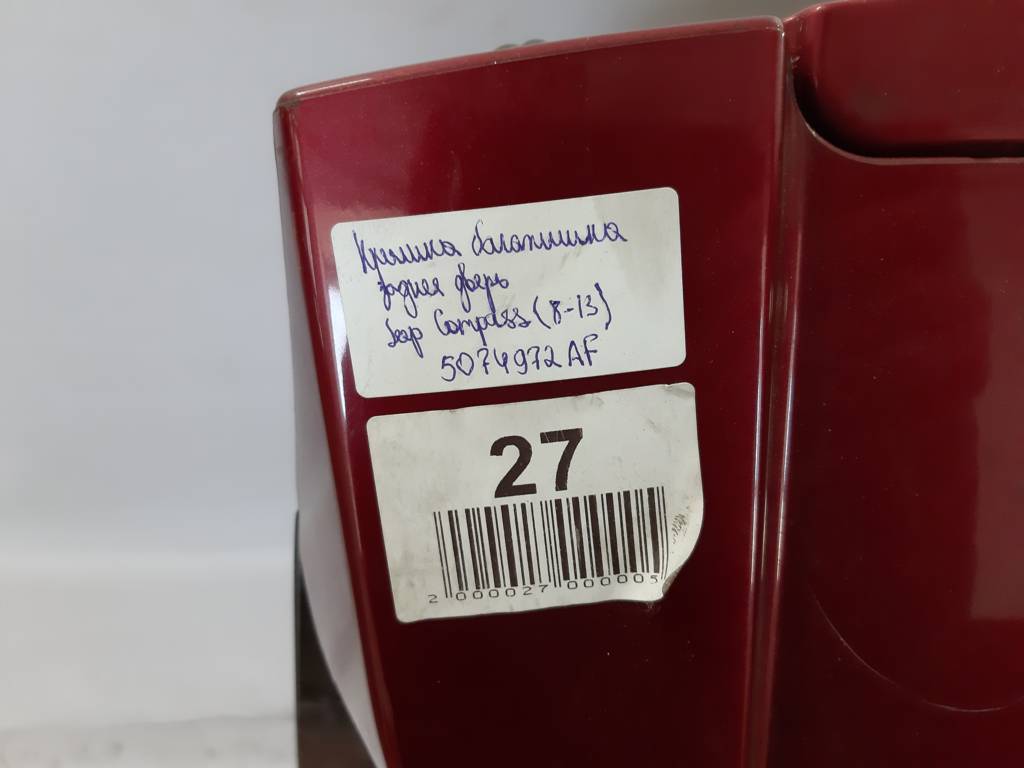 Крышка багажника
задняя дверь
Jeep Compass (8-13)
5074972AF
27
2 000027 000005